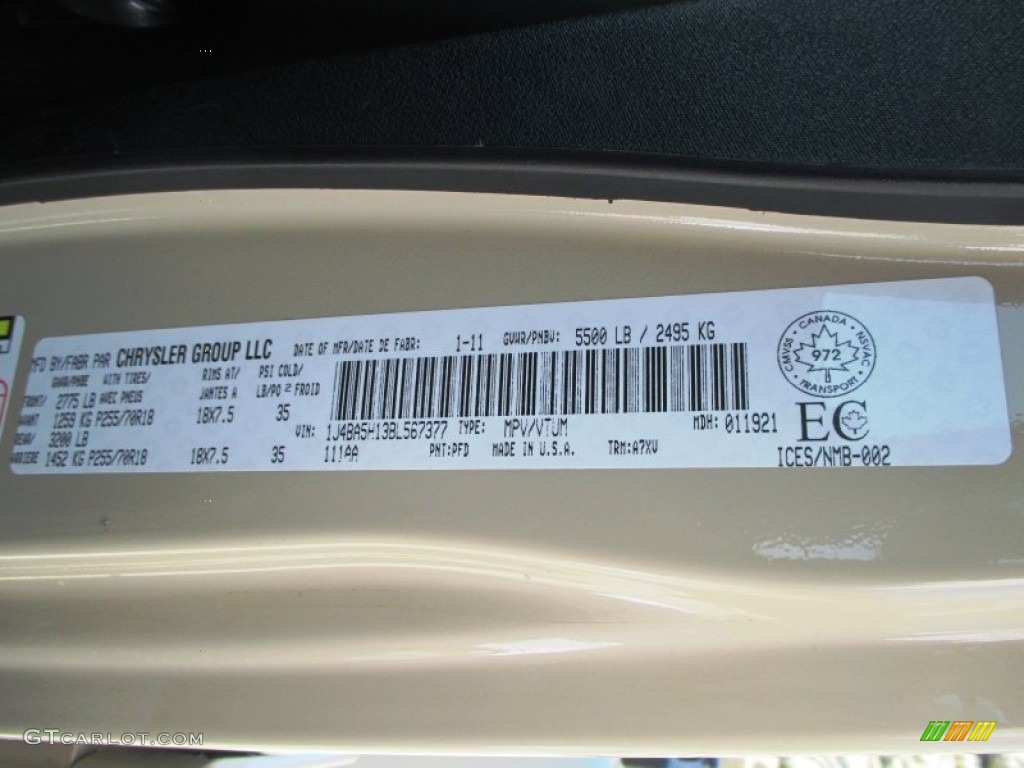 MFD BY/FABR PAR CHRYSLER GROUP LLC DATE OF MFR/DATE DE FABR: 1-11 GVWR/PNBV: 5500 LB / 2495 KG
GAWR/PNBE WITH TIRES/ RIMS AT/ PSI COLD/
FRONT/ 2775 LB AVEC PNEUS JANTES A LB/PO 2 FROID
AVANT 1259 KG P255/70R18 18X7.5 35
REAR/ 3200 LB
ARRIERE 1452 KG P255/70R18 18X7.5 35
VIN: 1J4BA5H13BL567377 TYPE: MPV/VTUM MDH: 011921
111AA PNT:PFD MADE IN U.S.A. TRM:A7XV
CANADA
CMVSS 972 NSVAC
TRANSPORT
EC
ICES/NMB-002
GTCARLOT.COM